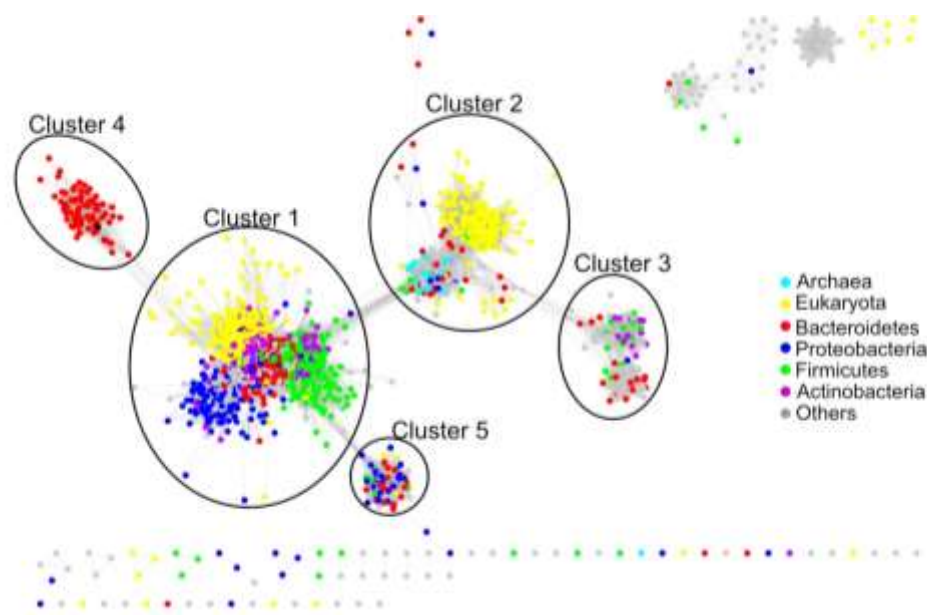 Cluster 2
Cluster 4
Cluster 1
Cluster 3
Archaea
Eukaryota
Bacteroidetes
Proteobacteria
Firmicutes
Actinobacteria
Others
Cluster 5